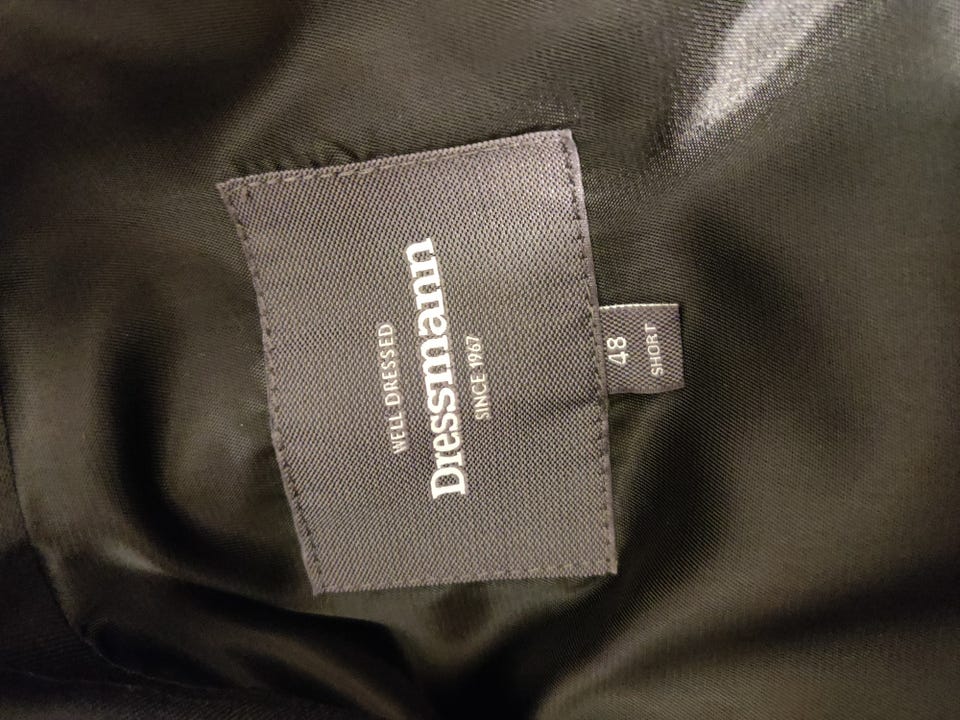 WELL DRESSED
Dressmann
SINCE 1967
48
SHORT